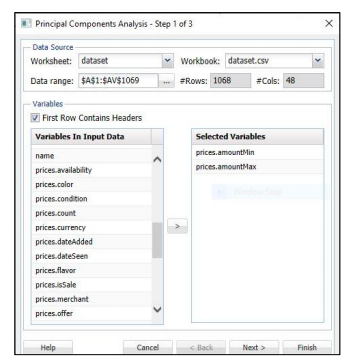 Principal Components Analysis - Step 1 of 3
Data Source
Worksheet: dataset Workbook: dataset.csv
Data range: $A$1:$AV$1069 ... #Rows: 1068 #Cols: 48
Variables
First Row Contains Headers
Variables In Input Data
name
prices.availability
prices.color
prices.condition
prices.count
prices.currency
prices.dateAdded
prices.dateSeen
prices.flavor
prices.isSale
prices.merchant
prices.offer
>
Selected Variables
prices.amountMin
prices.amountMax
Help Cancel < Back Next > Finish